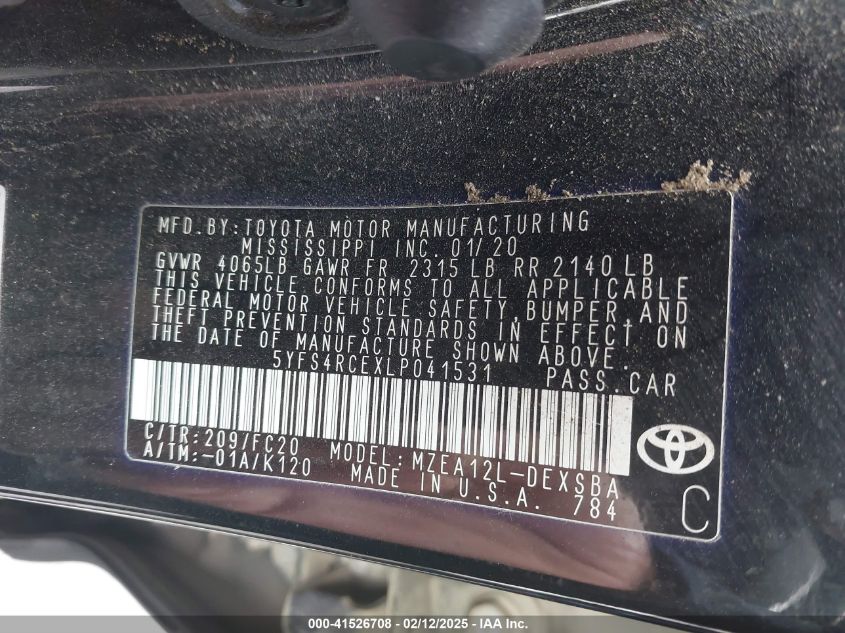 MFD.BY:TOYOTA MOTOR MANUFACTURING
MISSISSIPPI INC. 01/20
GVWR 4065LB GAWR FR 2315 LB RR 2140 LB
THIS VEHICLE CONFORMS TO ALL APPLICABLE
FEDERAL MOTOR VEHICLE SAFETY, BUMPER, AND
THEFT PREVENTION STANDARDS IN EFFECT ON
THE DATE OF MANUFACTURE SHOWN ABOVE.
5YFS4RCEXLP041531 PASS.CAR
C/TR:209/FC20 MODEL:MZEA12L-DEXSBA
A/TM:-01A/K120 MADE IN U.S.A. 784
C
000-41526708 - 02/12/2025 - IAA Inc.